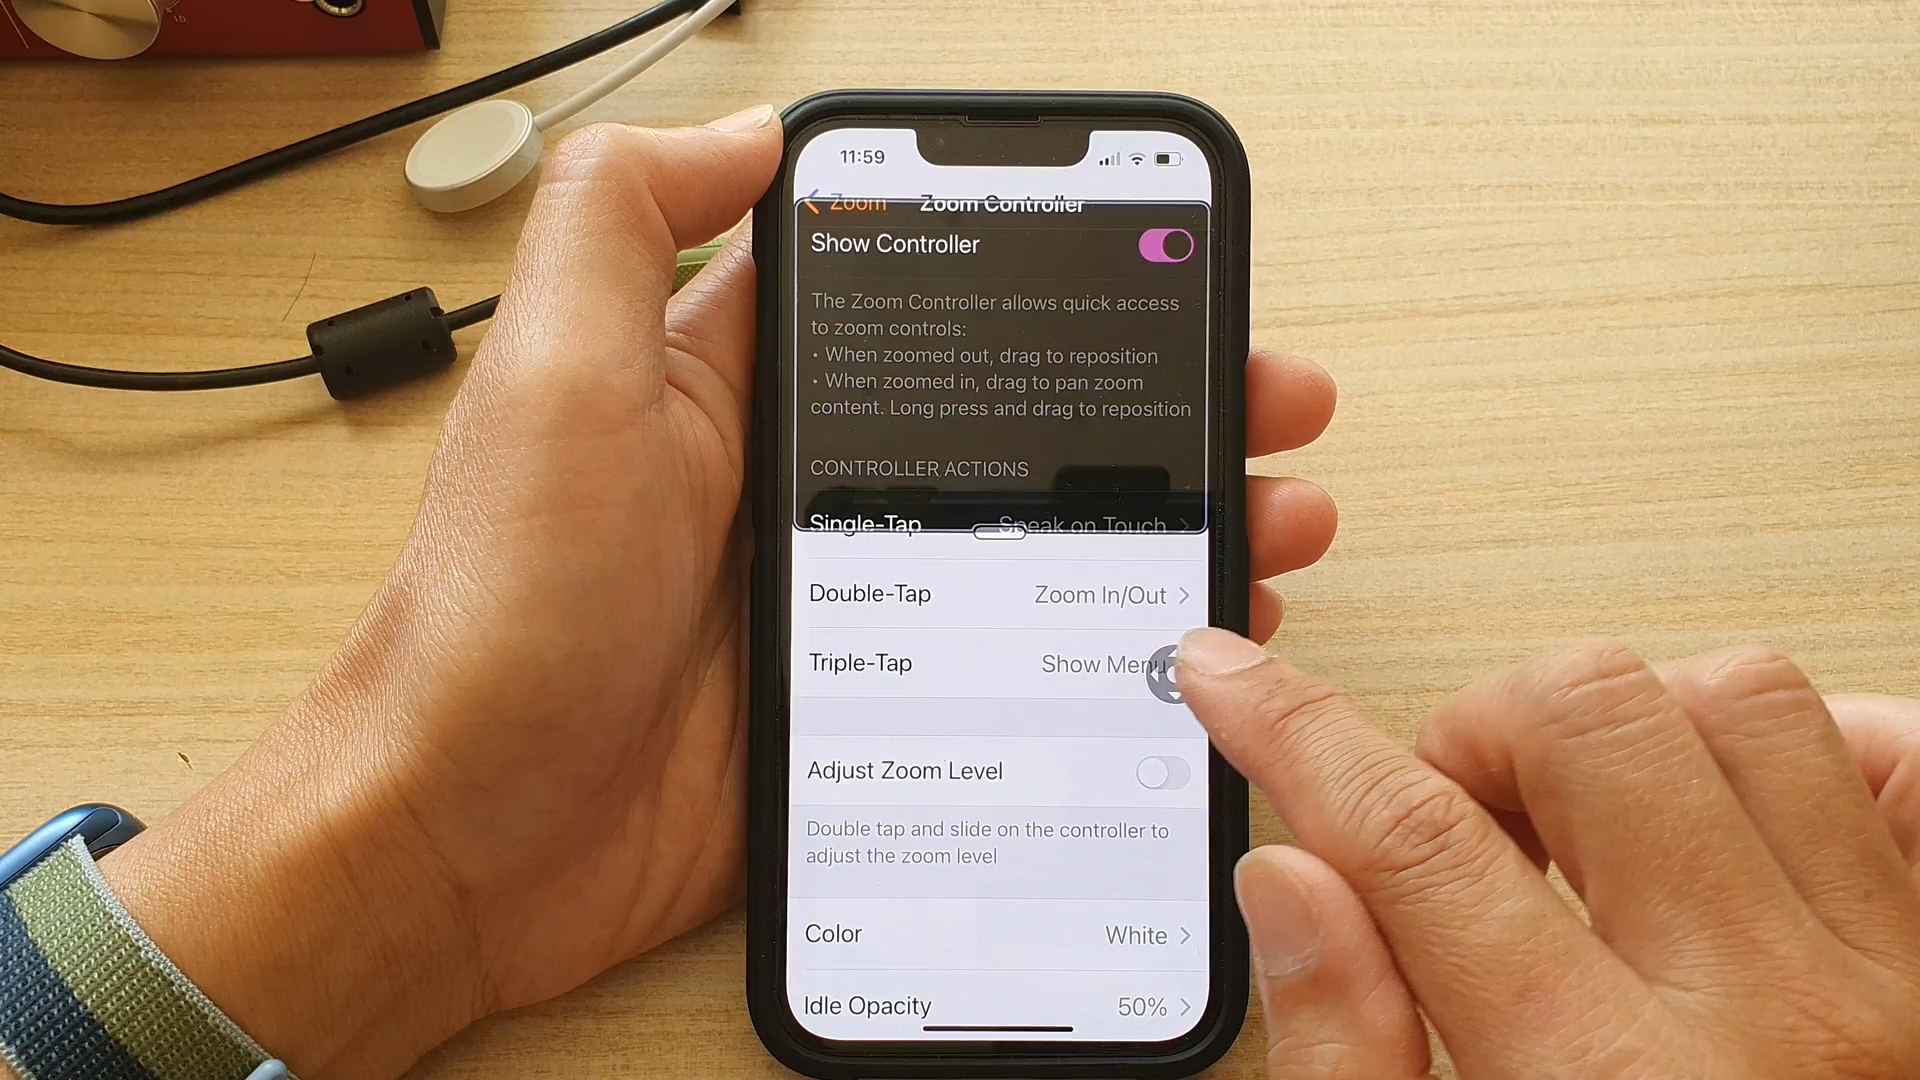 10
11:59
Zoom Zoom Controller
Show Controller
The Zoom Controller allows quick access
to zoom controls:
• When zoomed out, drag to reposition
• When zoomed in, drag to pan zoom
content. Long press and drag to reposition
CONTROLLER ACTIONS
Single-Tap Speak on Touch
Double-Tap Zoom In/Out
Triple-Tap Show Menu
Adjust Zoom Level
Double tap and slide on the controller to
adjust the zoom level
Color White
Idle Opacity 50%